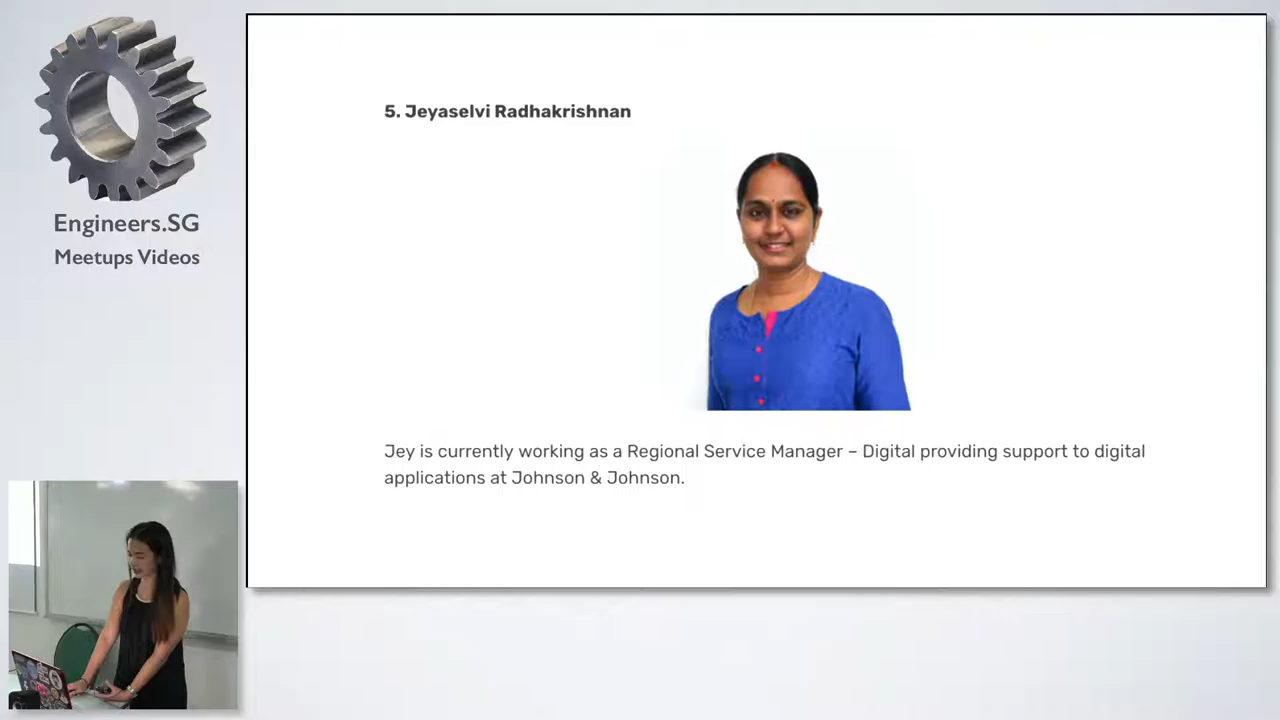 Engineers.SG
Meetups Videos
5. Jeyaselvi Radhakrishnan
Jey is currently working as a Regional Service Manager – Digital providing support to digital
applications at Johnson & Johnson.